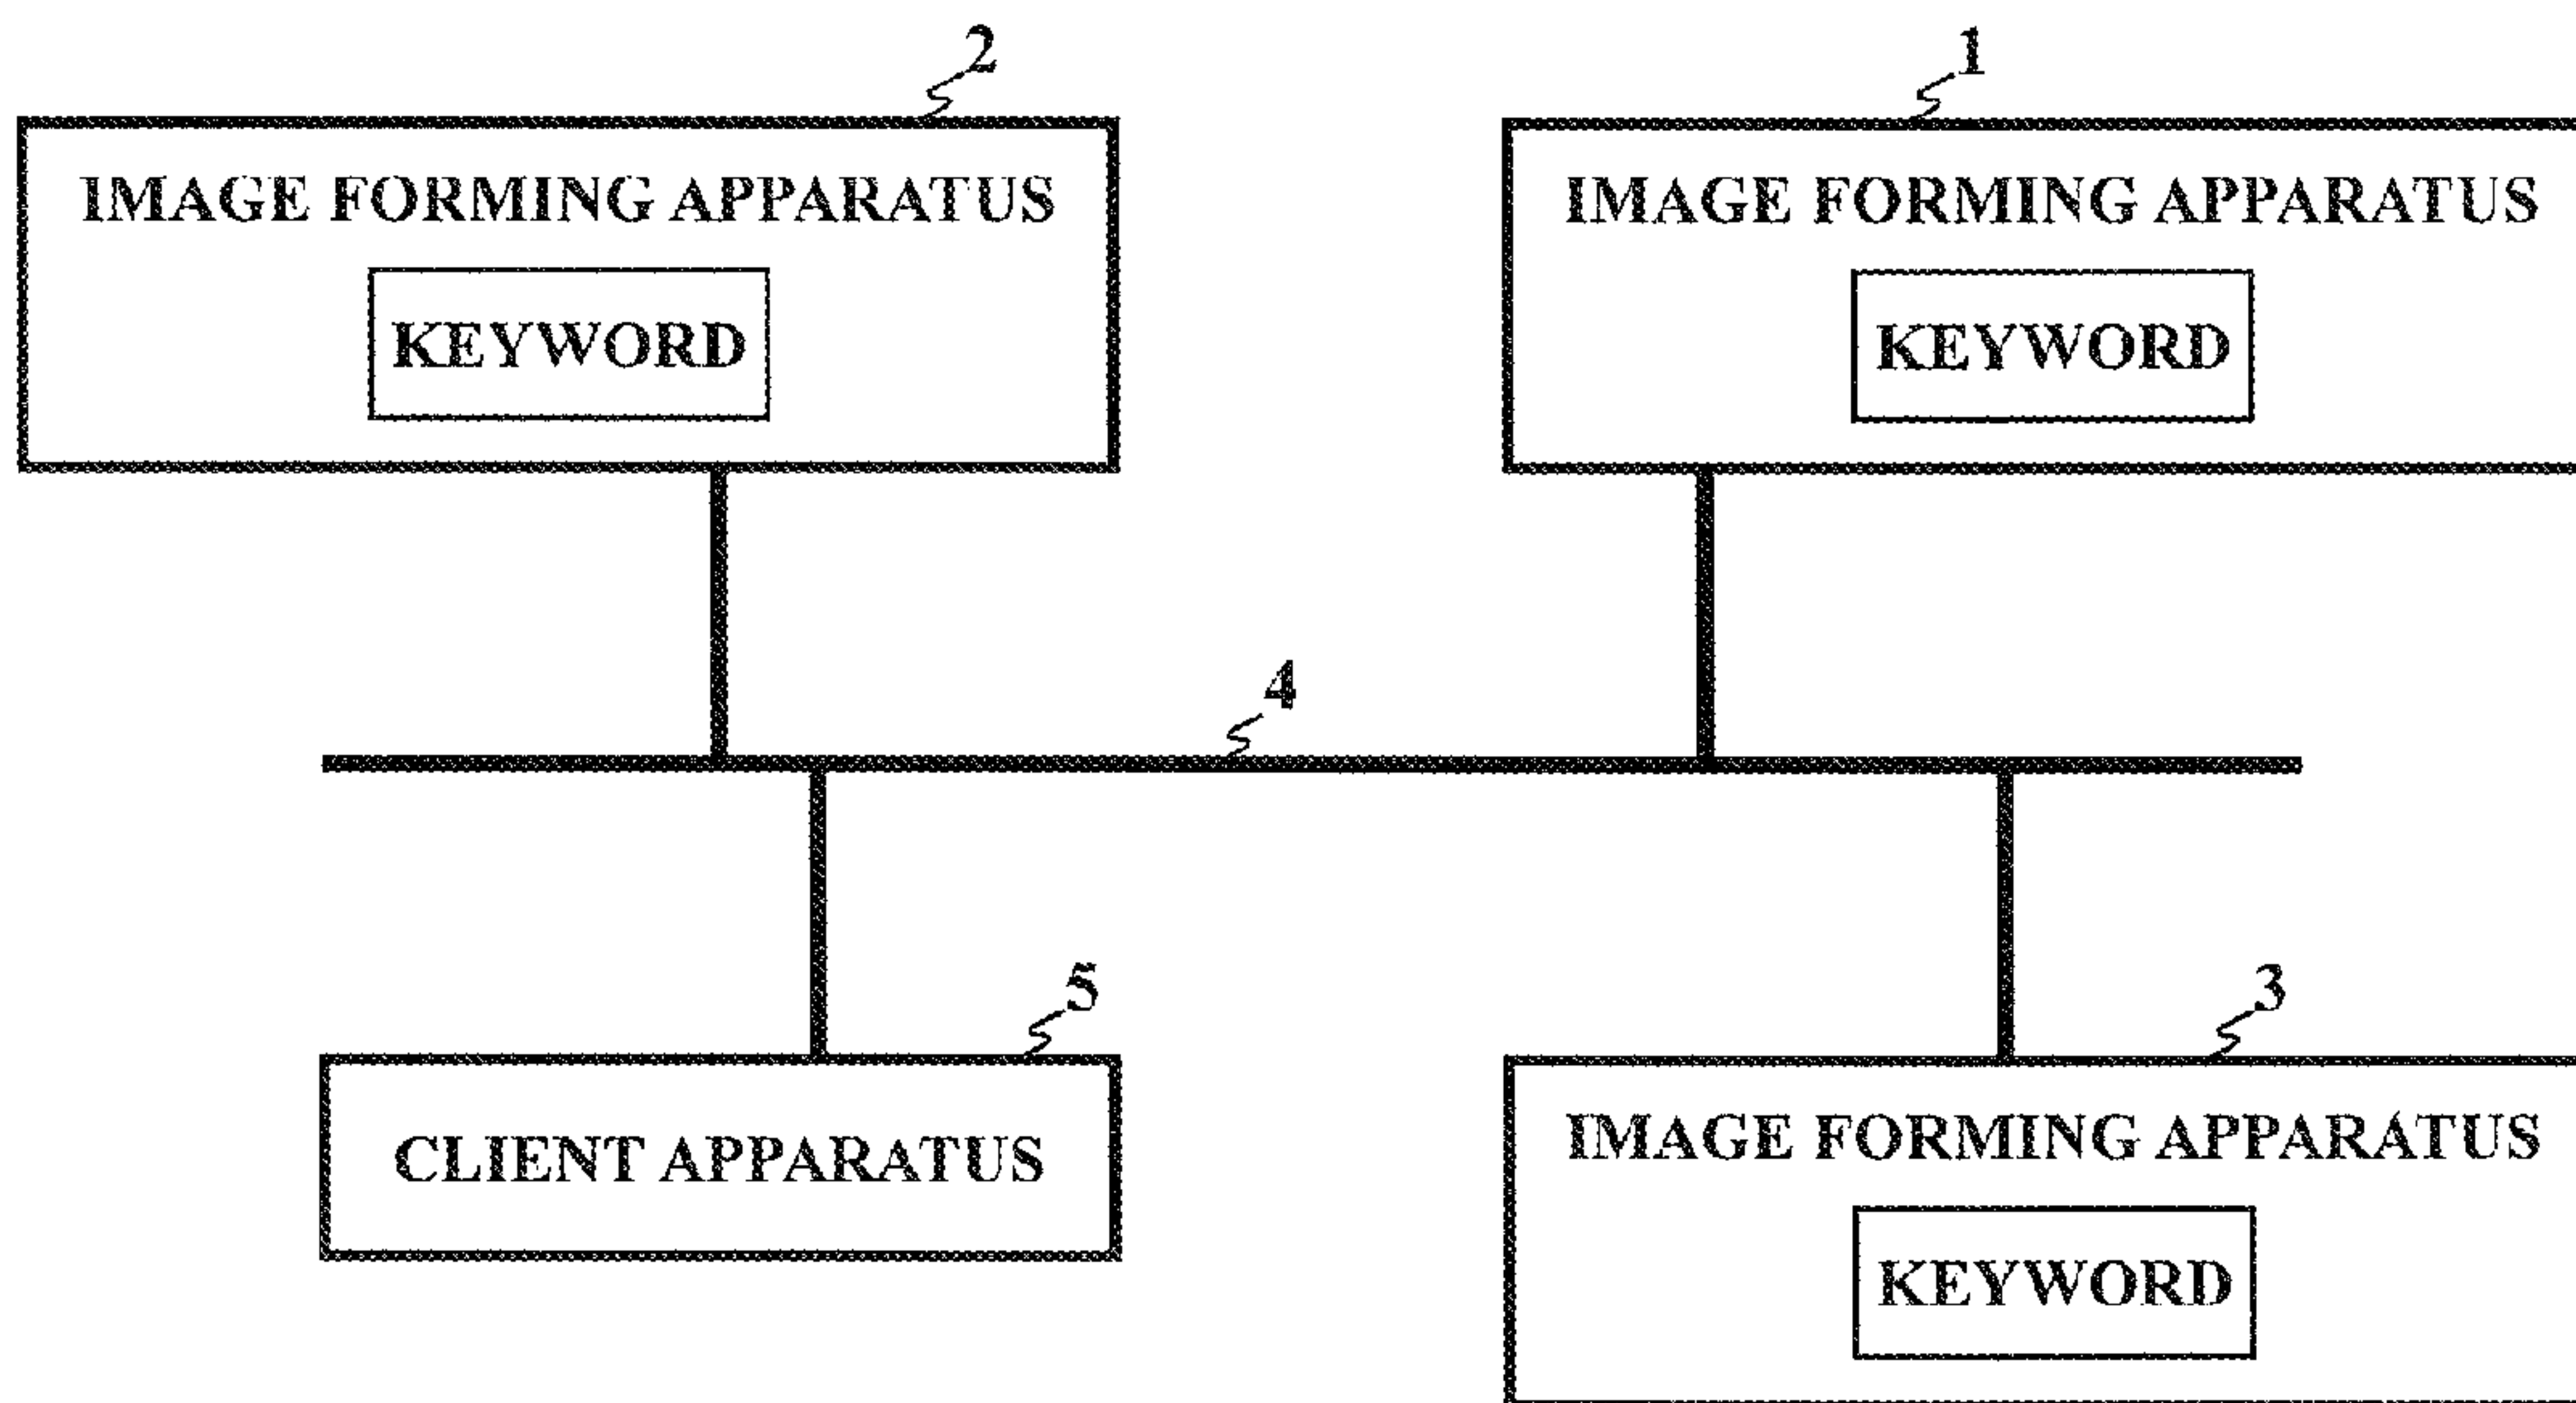 2
1
IMAGE FORMING APPARATUS
IMAGE FORMING APPARATUS
KEYWORD
KEYWORD
4
5
3
CLIENT APPARATUS
IMAGE FORMING APPARATUS
KEYWORD